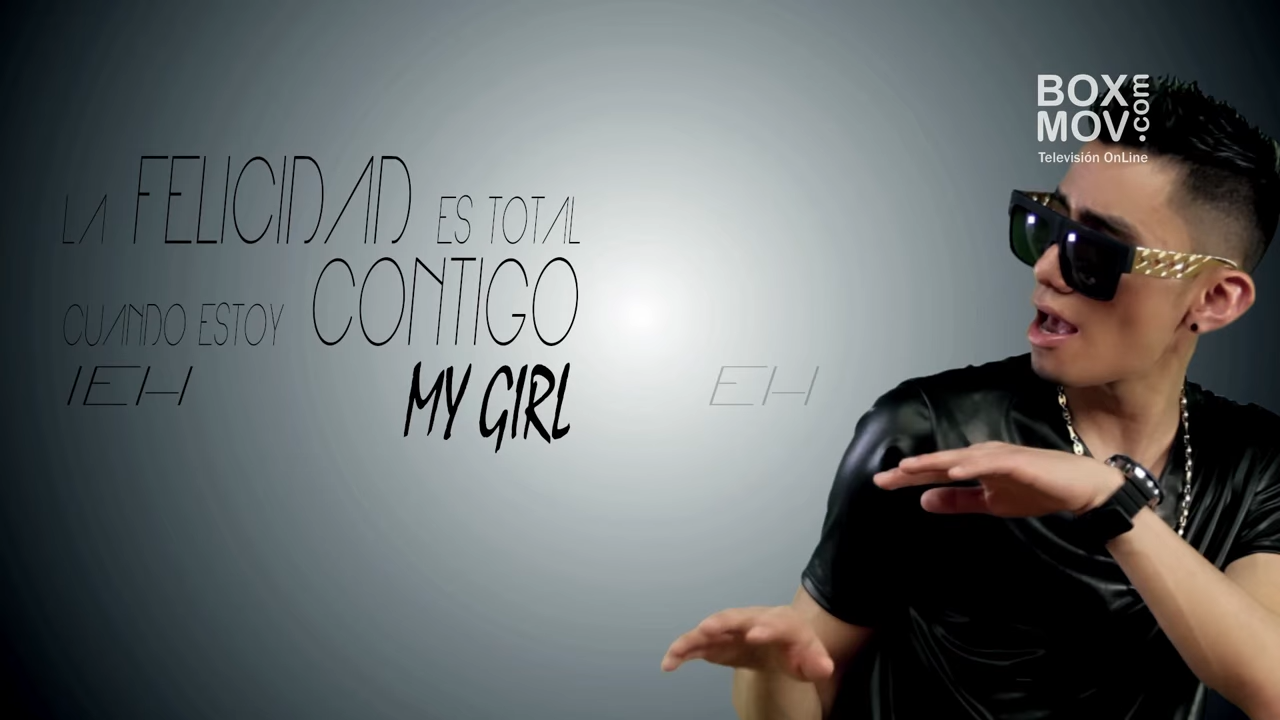 LA FELICIDAD ES TOTAL
CUANDO ESTOY CONTIGO
IEH MY GIRL EH
BOX
MOV.com
Televisión OnLine